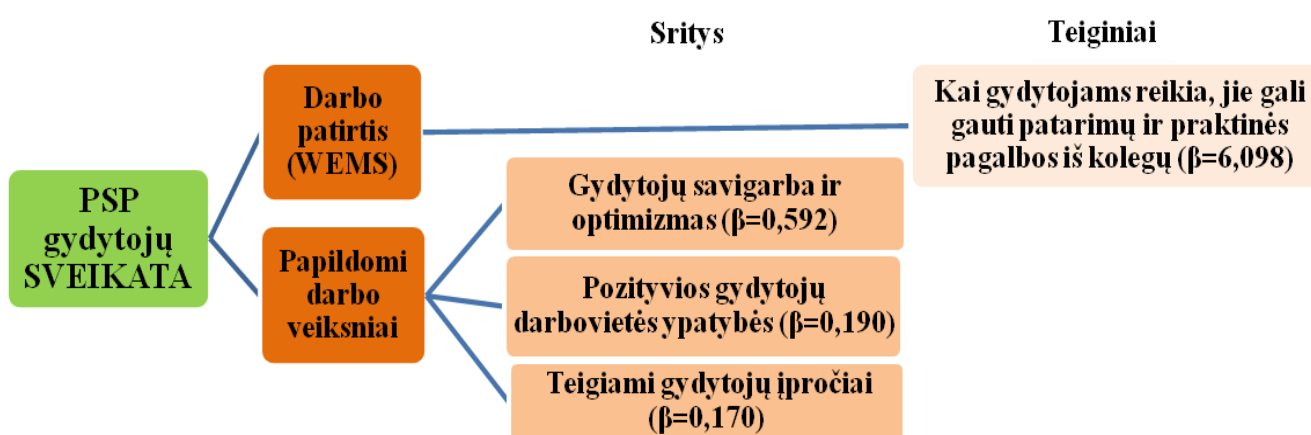 Sritys
Teiginiai
PSP
gydytojų
SVEIKATA
Darbo
patirtis
(WEMS)
Kai gydytojams reikia, jie gali
gauti patarimų ir praktinės
pagalbos iš kolegų (β=6,098)
Papildomi
darbo
veiksniai
Gydytojų savigarba ir
optimizmas (β=0,592)
Pozityvios gydytojų
darbovietės ypatybės (β=0,190)
Teigiami gydytojų įpročiai
(β=0,170)